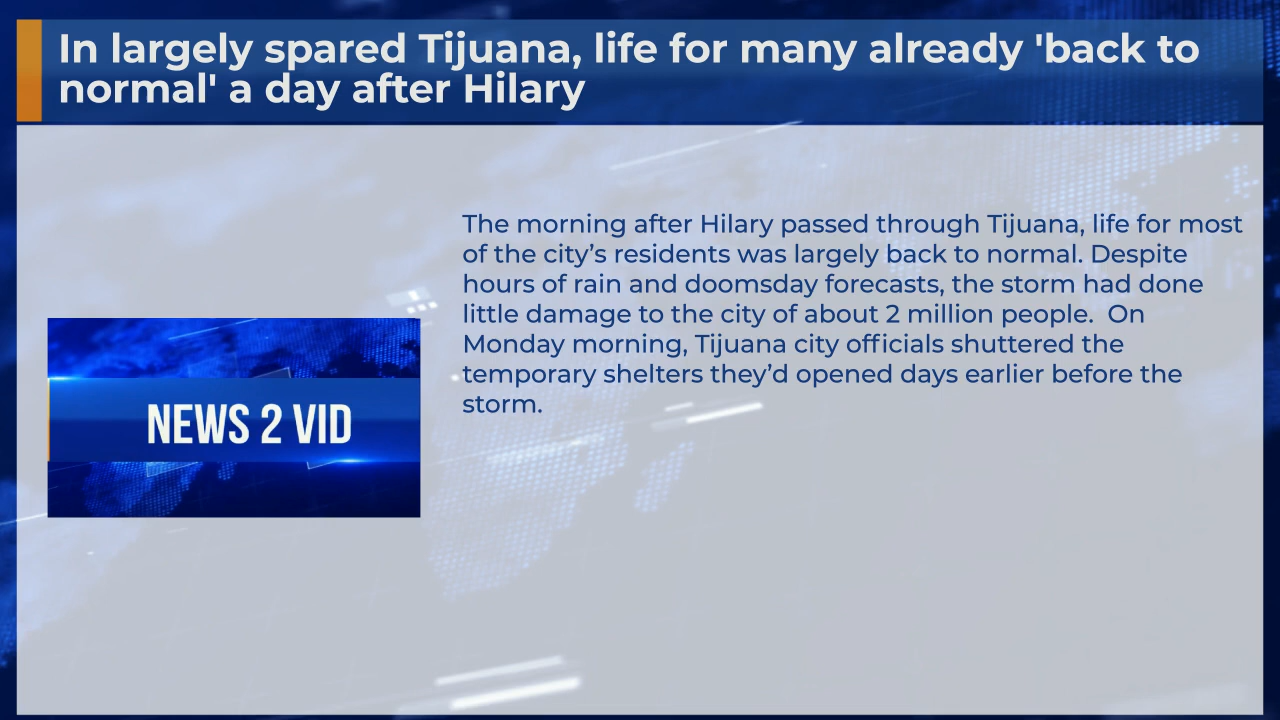 In largely spared Tijuana, life for many already 'back to
normal' a day after Hilary
The morning after Hilary passed through Tijuana, life for most
of the city’s residents was largely back to normal. Despite
hours of rain and doomsday forecasts, the storm had done
little damage to the city of about 2 million people.  On
Monday morning, Tijuana city officials shuttered the
temporary shelters they’d opened days earlier before the
storm.
NEWS 2 VID